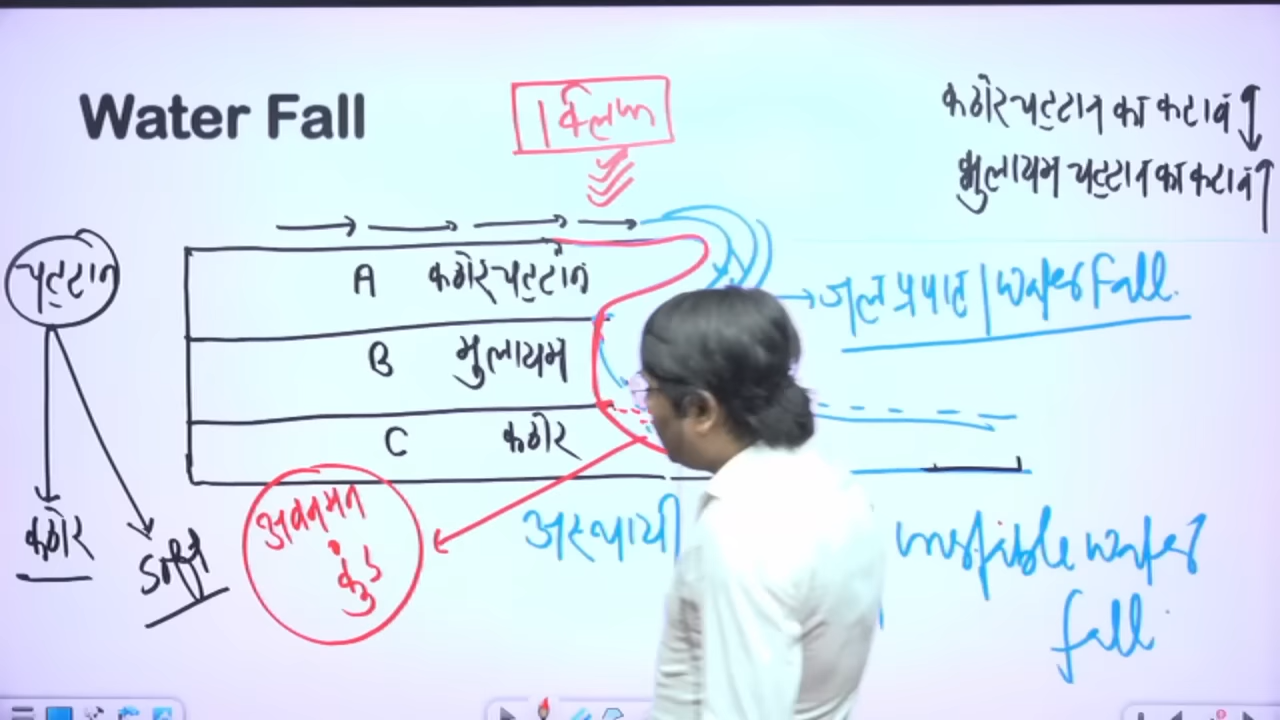 Water Fall
1 क्लिफ
कठोर चट्टान का कटाव
मुलायम चट्टान का कटाव
चट्टान
A कठोर चट्टान
B मुलायम
C कठोर
जल प्रपात | Water Fall
कठोर
Soft
अवनमन
कुंड
अस्थायी
unstable water
fall